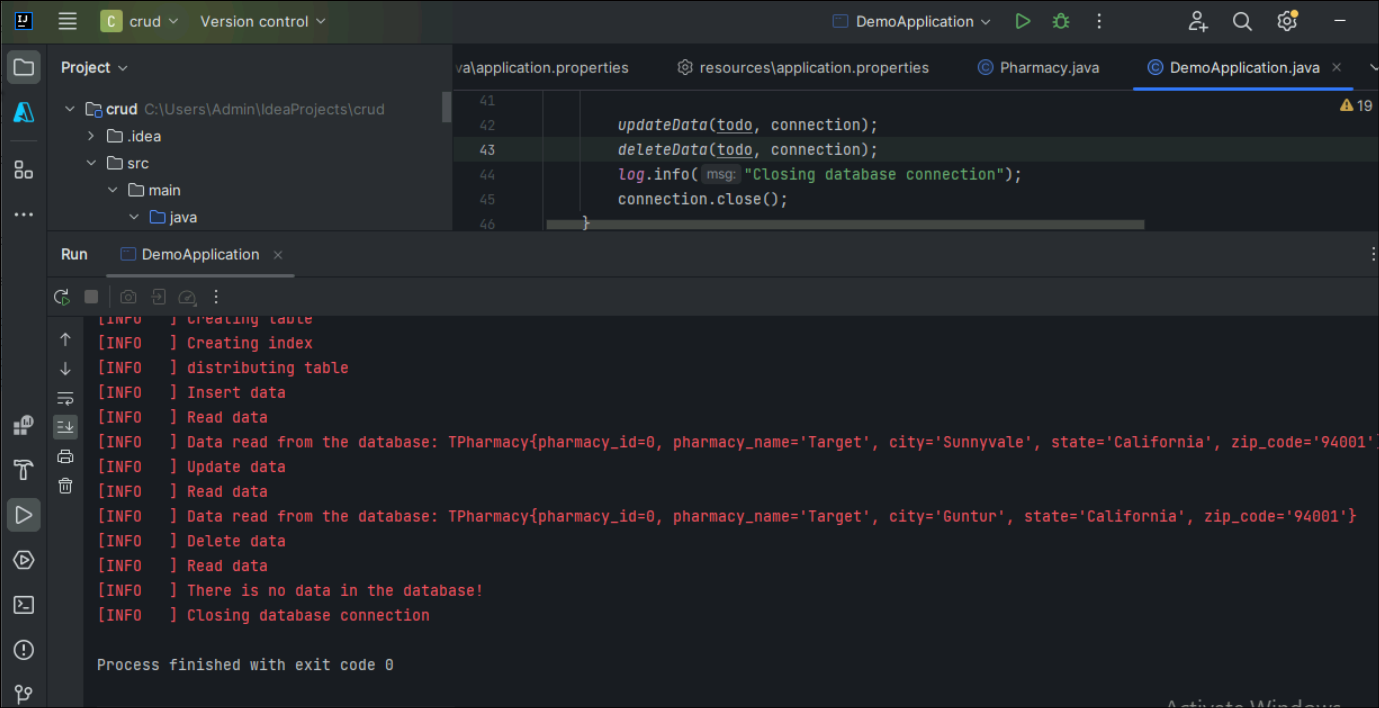 IJ
C crud Version control DemoApplication
Project
va\application.properties resources\application.properties Pharmacy.java DemoApplication.java
crud C:\Users\Admin\IdeaProjects\crud
.idea
src
main
java
41
19
42 updateData(todo, connection);
43 deleteData(todo, connection);
44 log.info( msg: "Closing database connection");
45 connection.close();
46 }
Run DemoApplication
[INFO   ] Creating table
[INFO   ] Creating index
[INFO   ] distributing table
[INFO   ] Insert data
[INFO   ] Read data
[INFO   ] Data read from the database: TPharmacy{pharmacy_id=0, pharmacy_name='Target', city='Sunnyvale', state='California', zip_code='94001'}
[INFO   ] Update data
[INFO   ] Read data
[INFO   ] Data read from the database: TPharmacy{pharmacy_id=0, pharmacy_name='Target', city='Guntur', state='California', zip_code='94001'}
[INFO   ] Delete data
[INFO   ] Read data
[INFO   ] There is no data in the database!
[INFO   ] Closing database connection
Process finished with exit code 0
Activate Windows